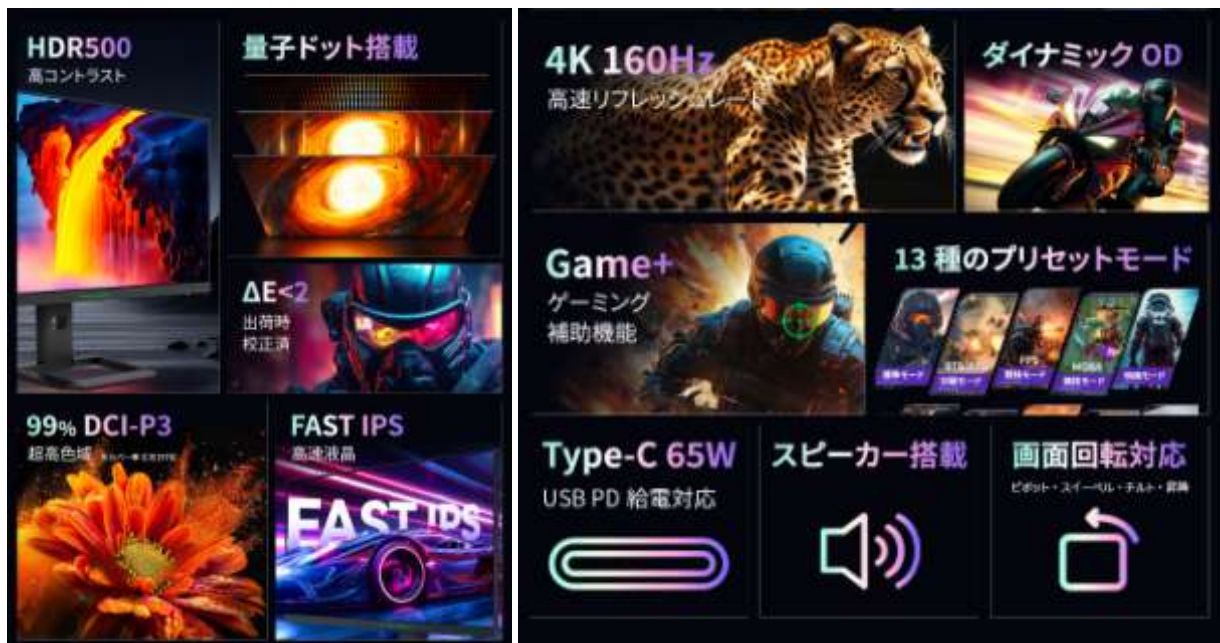 HDR500
高コントラスト
量子ドット搭載
ΔE<2
出荷時
校正済
99% DCI-P3
超高色域
FAST IPS
高速液晶
FAST IPS
4K 160Hz
高速リフレッシュレート
ダイナミック OD
Game+
ゲーミング
補助機能
13 種のプリセットモード
FPS
MOBA
Type-C 65W
USB PD 給電対応
スピーカー搭載
画面回転対応
ピボット・スイーベル・チルト・昇降